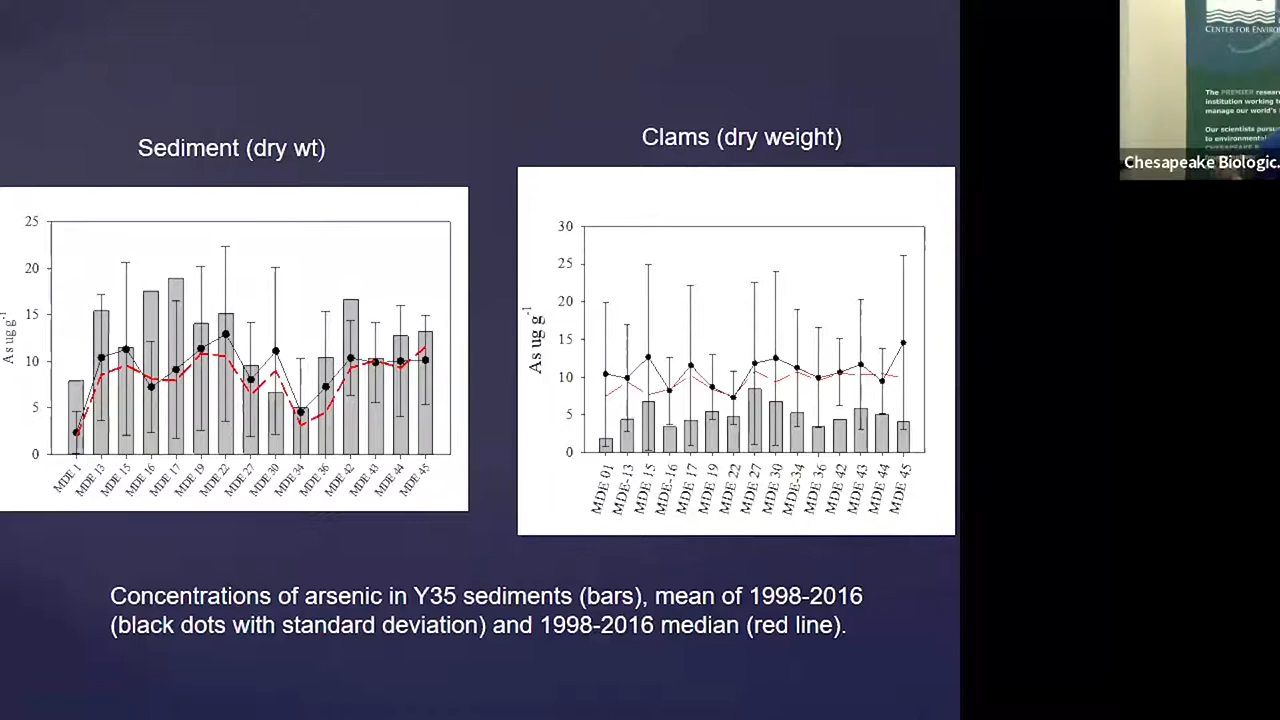 Sediment (dry wt)
25
20
15
10
5
0
As ug g-1
MDE 1
MDE 13
MDE 15
MDE 16
MDE 17
MDE 19
MDE 22
MDE 27
MDE 30
MDE 34
MDE 36
MDE 42
MDE 43
MDE 44
MDE 45
Clams (dry weight)
30
25
20
15
10
5
0
As ug g-1
MDE 01
MDE-13
MDE 15
MDE-16
MDE 17
MDE 19
MDE 22
MDE 27
MDE 30
MDE-34
MDE 36
MDE 42
MDE 43
MDE 44
MDE 45
Concentrations of arsenic in Y35 sediments (bars), mean of 1998-2016
(black dots with standard deviation) and 1998-2016 median (red line).
CENTER FOR
The PREMIER
institution working
manage our world's
Our scientists
to
Chesapeake Biologic...